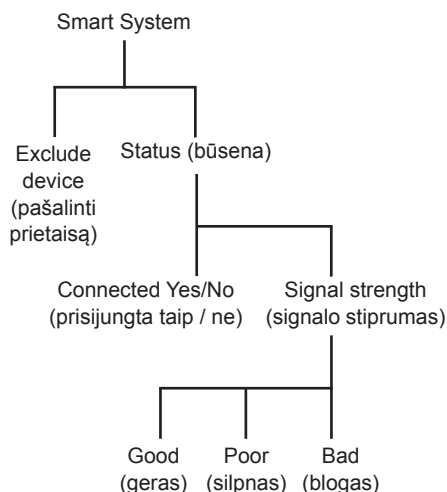 Smart System
Exclude
device
(pašalinti
prietaisą)
Status (būsena)
Connected Yes/No
(prisijungta taip / ne)
Signal strength
(signalo stiprumas)
Good
(geras)
Poor
(silpnas)
Bad
(blogas)